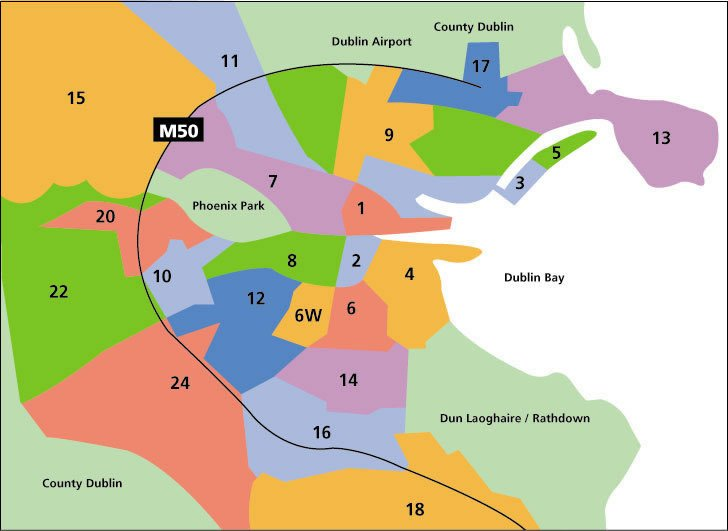 County Dublin
Dublin Airport
11
17
15
M50
9
13
5
7
3
Phoenix Park
1
20
8
2
10
4
Dublin Bay
22
12
6W
6
24
14
Dun Laoghaire / Rathdown
16
County Dublin
18